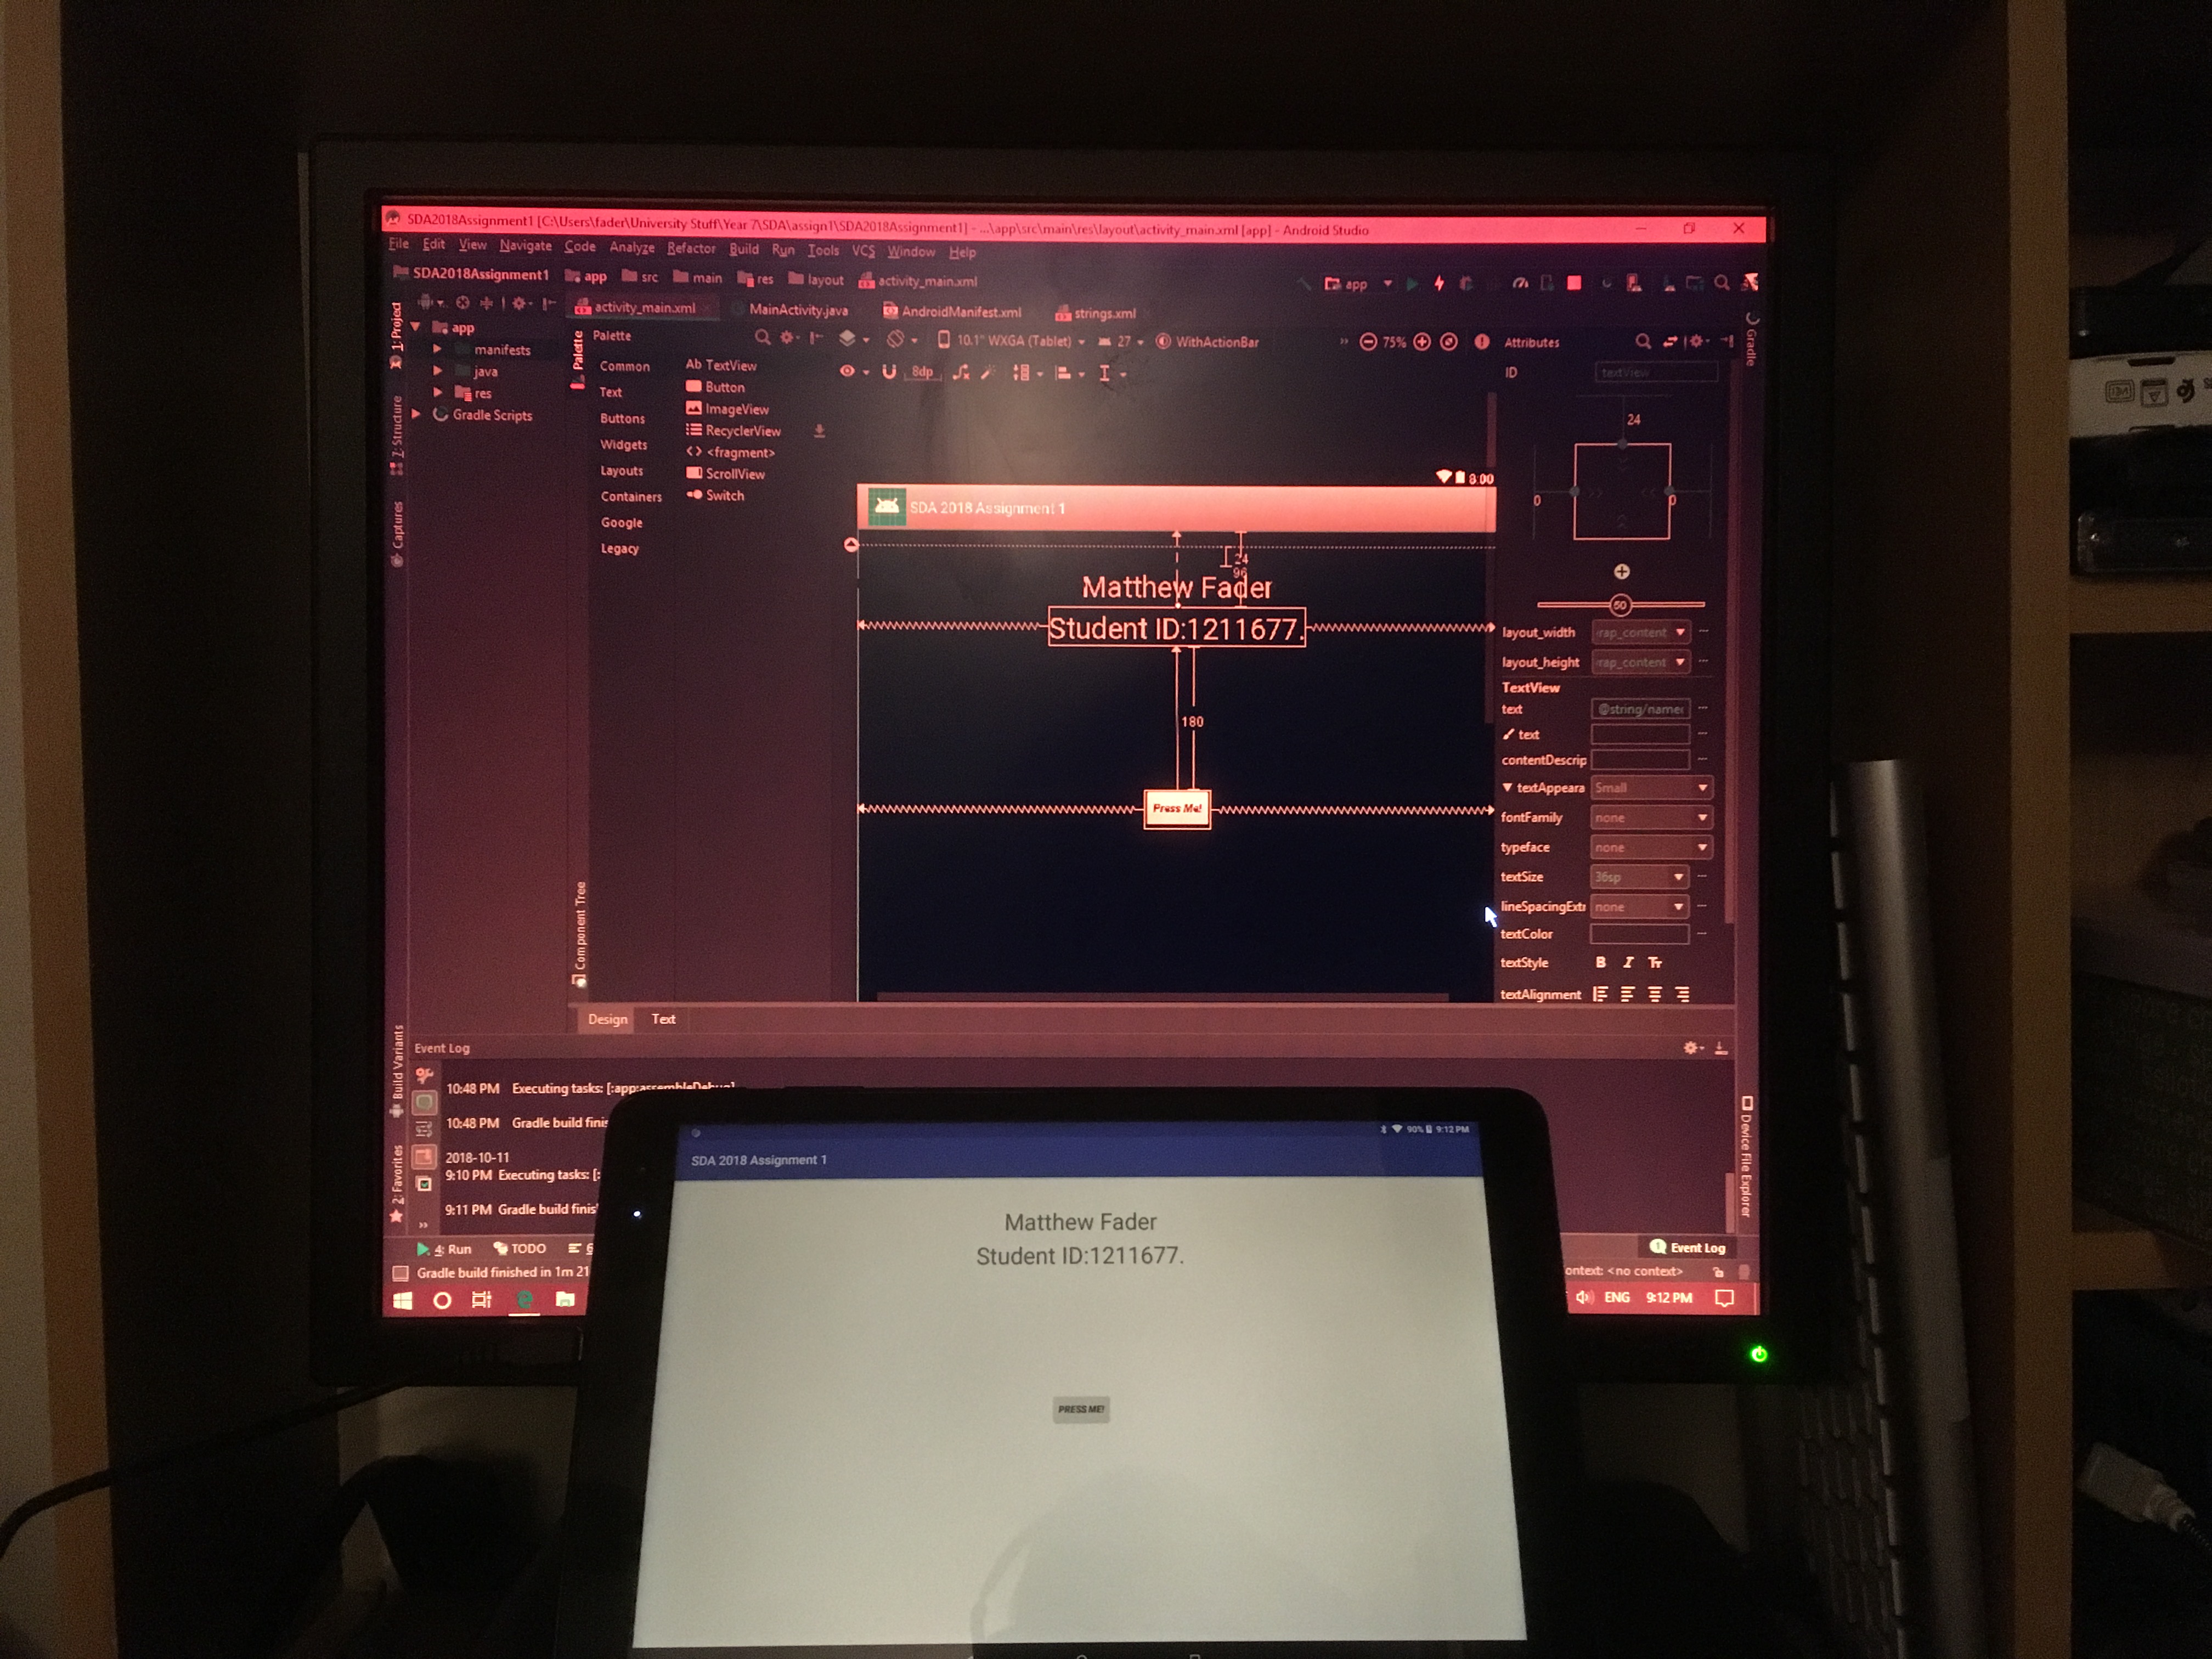 SDA2018Assignment1 [C:\Users\fader\University Stuff\Year 7\SDA\assign1\SDA2018Assignment1] - ...\app\src\main\res\layout\activity_main.xml [app] - Android Studio
File Edit View Navigate Code Analyze Refactor Build Run Tools VCS Window Help
SDA2018Assignment1 app src main res layout activity_main.xml
app
activity_main.xml MainActivity.java AndroidManifest.xml strings.xml
1: Project
7: Structure
Captures
Build Variants
2: Favorites
app
manifests
java
res
Gradle Scripts
Palette
Component Tree
Palette
Common
Text
Buttons
Widgets
Layouts
Containers
Google
Legacy
Ab TextView
Button
ImageView
RecyclerView
<> <fragment>
ScrollView
Switch
10.1" WXGA (Tablet) 27 WithActionBar
75%
8dp
8:00
SDA 2018 Assignment 1
24
96
Matthew Fader
Student ID:1211677.
180
Press Me!
Attributes
ID textView
24
0 0
50
layout_width rap_content
layout_height rap_content
TextView
text @string/name
text
contentDescrip
textAppeara Small
fontFamily none
typeface none
textSize 36sp
lineSpacingExtr none
textColor
textStyle B I Tt
textAlignment
Gradle
Device File Explorer
Design Text
Event Log
10:48 PM Executing tasks: [:app:assembleDebug]
10:48 PM Gradle build finis
2018-10-11
9:10 PM Executing tasks: [:
9:11 PM Gradle build finis
4: Run TODO 6
Event Log
Gradle build finished in 1m 21
ontext: <no context>
ENG 9:12 PM
90% 9:12 PM
SDA 2018 Assignment 1
Matthew Fader
Student ID:1211677.
PRESS ME!